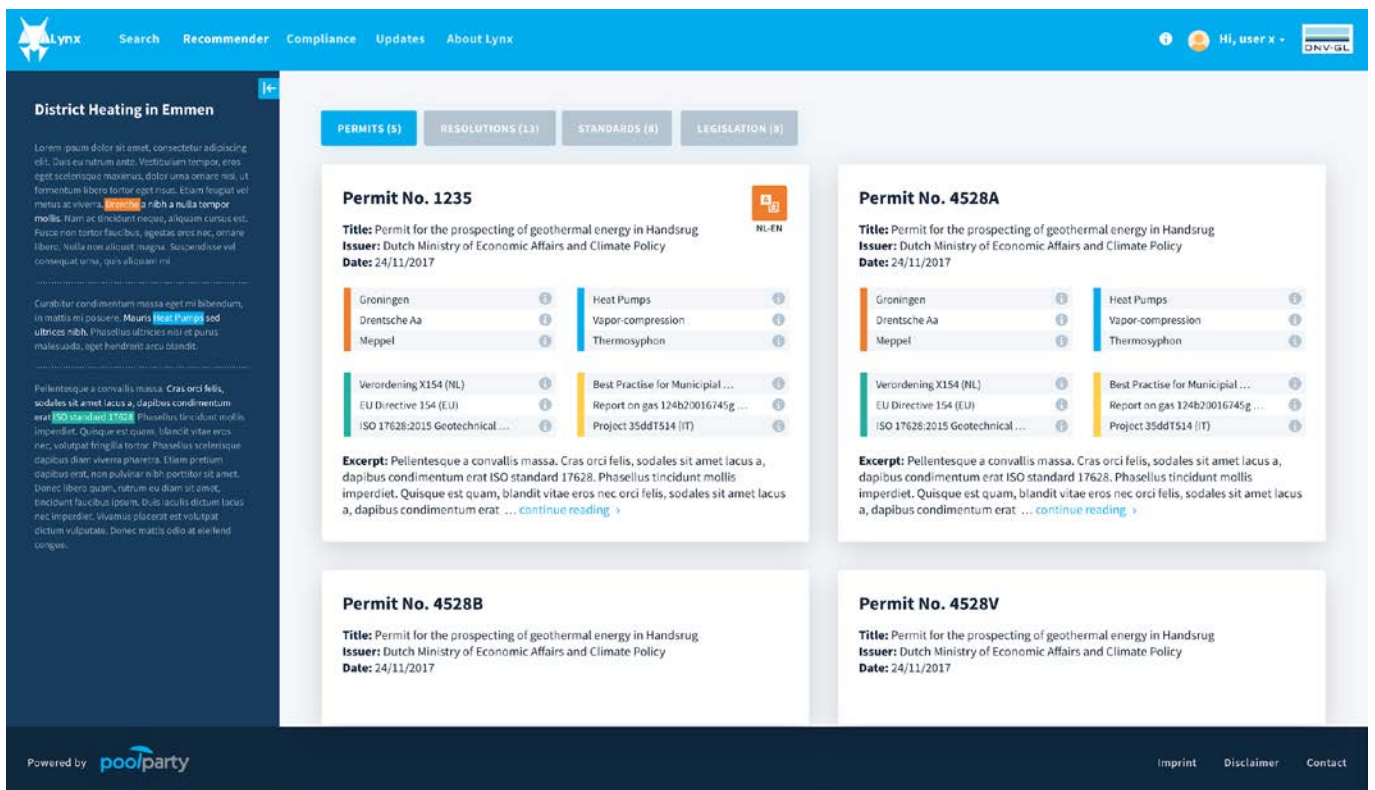 Lynx
Search
Recommender
Compliance
Updates
About Lynx
Hi, user x
DNV·GL
District Heating in Emmen
Lorem ipsum dolor sit amet, consectetur adipiscing
elit. Duis eu rutrum ante. Vestibulum tempor, eros
eget scelerisque maximus, dolor urna ornare nisi, ut
fermentum libero tortor eget risus. Etiam feugiat vel
metus at viverra. Drenthe a nibh a nulla tempor
mollis. Nam ac tincidunt neque, aliquam cursus est.
Fusce non tortor faucibus, egestas eros nec, ornare
libero. Nulla non aliquet magna. Suspendisse vel
consequat urna, quis aliquam mi
Curabitur condimentum massa eget mi bibendum,
in mattis mi posuere. Mauris Heat Pumps sed
ultrices nibh. Phasellus ultricies nisi et purus
malesuada, eget hendrerit arcu blandit.
Pellentesque a convallis massa. Cras orci felis,
sodales sit amet lacus a, dapibus condimentum
erat ISO standard 17628. Phasellus tincidunt mollis
imperdiet. Quisque est quam, blandit vitae eros
nec, volutpat fringilla tortor. Phasellus scelerisque
dapibus diam viverra pharetra. Etiam pretium
dapibus erat, non pulvinar nibh porttitor sit amet.
Donec libero quam, rutrum eu diam sit amet,
tincidunt faucibus ipsum. Duis iaculis dictum lacus
nec imperdiet. Vivamus placerat est volutpat
dictum vulputate. Donec mattis odio at eleifend
congue.
PERMITS (5)
RESOLUTIONS (13)
STANDARDS (8)
LEGISLATION (8)
Permit No. 1235
NL-EN
Title: Permit for the prospecting of geothermal energy in Handsrug
Issuer: Dutch Ministry of Economic Affairs and Climate Policy
Date: 24/11/2017
Groningen
Drentsche Aa
Meppel
Heat Pumps
Vapor-compression
Thermosyphon
Verordening X154 (NL)
EU Directive 154 (EU)
ISO 17628:2015 Geotechnical ...
Best Practise for Municipial ...
Report on gas 124b20016745g ...
Project 35ddT514 (IT)
Excerpt: Pellentesque a convallis massa. Cras orci felis, sodales sit amet lacus a,
dapibus condimentum erat ISO standard 17628. Phasellus tincidunt mollis
imperdiet. Quisque est quam, blandit vitae eros nec orci felis, sodales sit amet lacus
a, dapibus condimentum erat ... continue reading ›
Permit No. 4528A
Title: Permit for the prospecting of geothermal energy in Handsrug
Issuer: Dutch Ministry of Economic Affairs and Climate Policy
Date: 24/11/2017
Groningen
Drentsche Aa
Meppel
Heat Pumps
Vapor-compression
Thermosyphon
Verordening X154 (NL)
EU Directive 154 (EU)
ISO 17628:2015 Geotechnical ...
Best Practise for Municipial ...
Report on gas 124b20016745g ...
Project 35ddT514 (IT)
Excerpt: Pellentesque a convallis massa. Cras orci felis, sodales sit amet lacus a,
dapibus condimentum erat ISO standard 17628. Phasellus tincidunt mollis
imperdiet. Quisque est quam, blandit vitae eros nec orci felis, sodales sit amet lacus
a, dapibus condimentum erat ... continue reading ›
Permit No. 4528B
Title: Permit for the prospecting of geothermal energy in Handsrug
Issuer: Dutch Ministry of Economic Affairs and Climate Policy
Date: 24/11/2017
Permit No. 4528V
Title: Permit for the prospecting of geothermal energy in Handsrug
Issuer: Dutch Ministry of Economic Affairs and Climate Policy
Date: 24/11/2017
Powered by poolparty
Imprint
Disclaimer
Contact